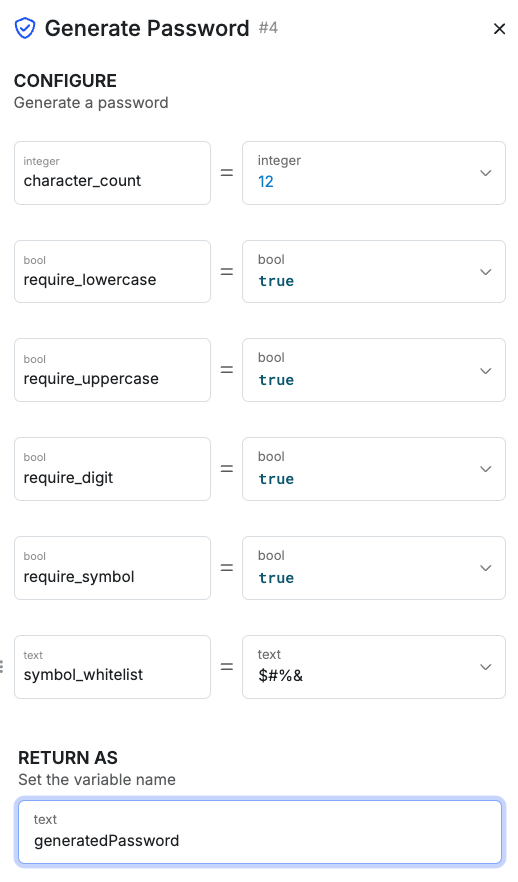 Generate Password #4
CONFIGURE
Generate a password
integer
character_count
=
integer
12
bool
require_lowercase
=
bool
true
bool
require_uppercase
=
bool
true
bool
require_digit
=
bool
true
bool
require_symbol
=
bool
true
text
symbol_whitelist
=
text
$#%&
RETURN AS
Set the variable name
text
generatedPassword